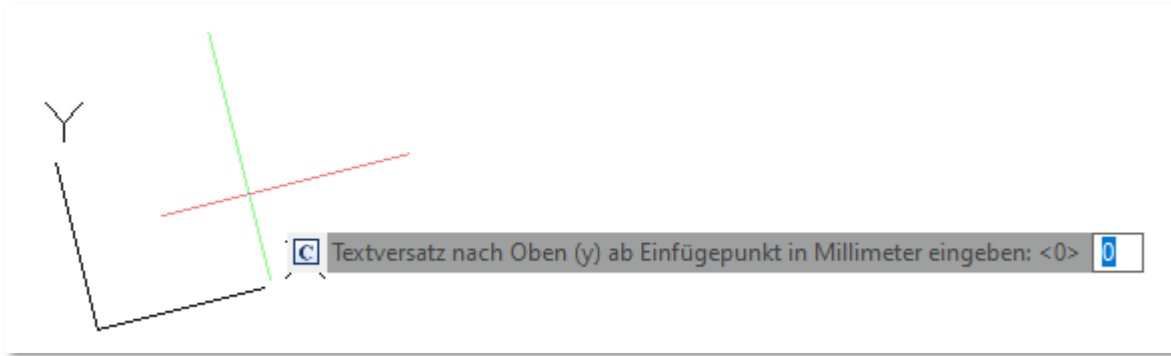 Y
C Textversatz nach Oben (y) ab Einfügepunkt in Millimeter eingeben: <0> 0